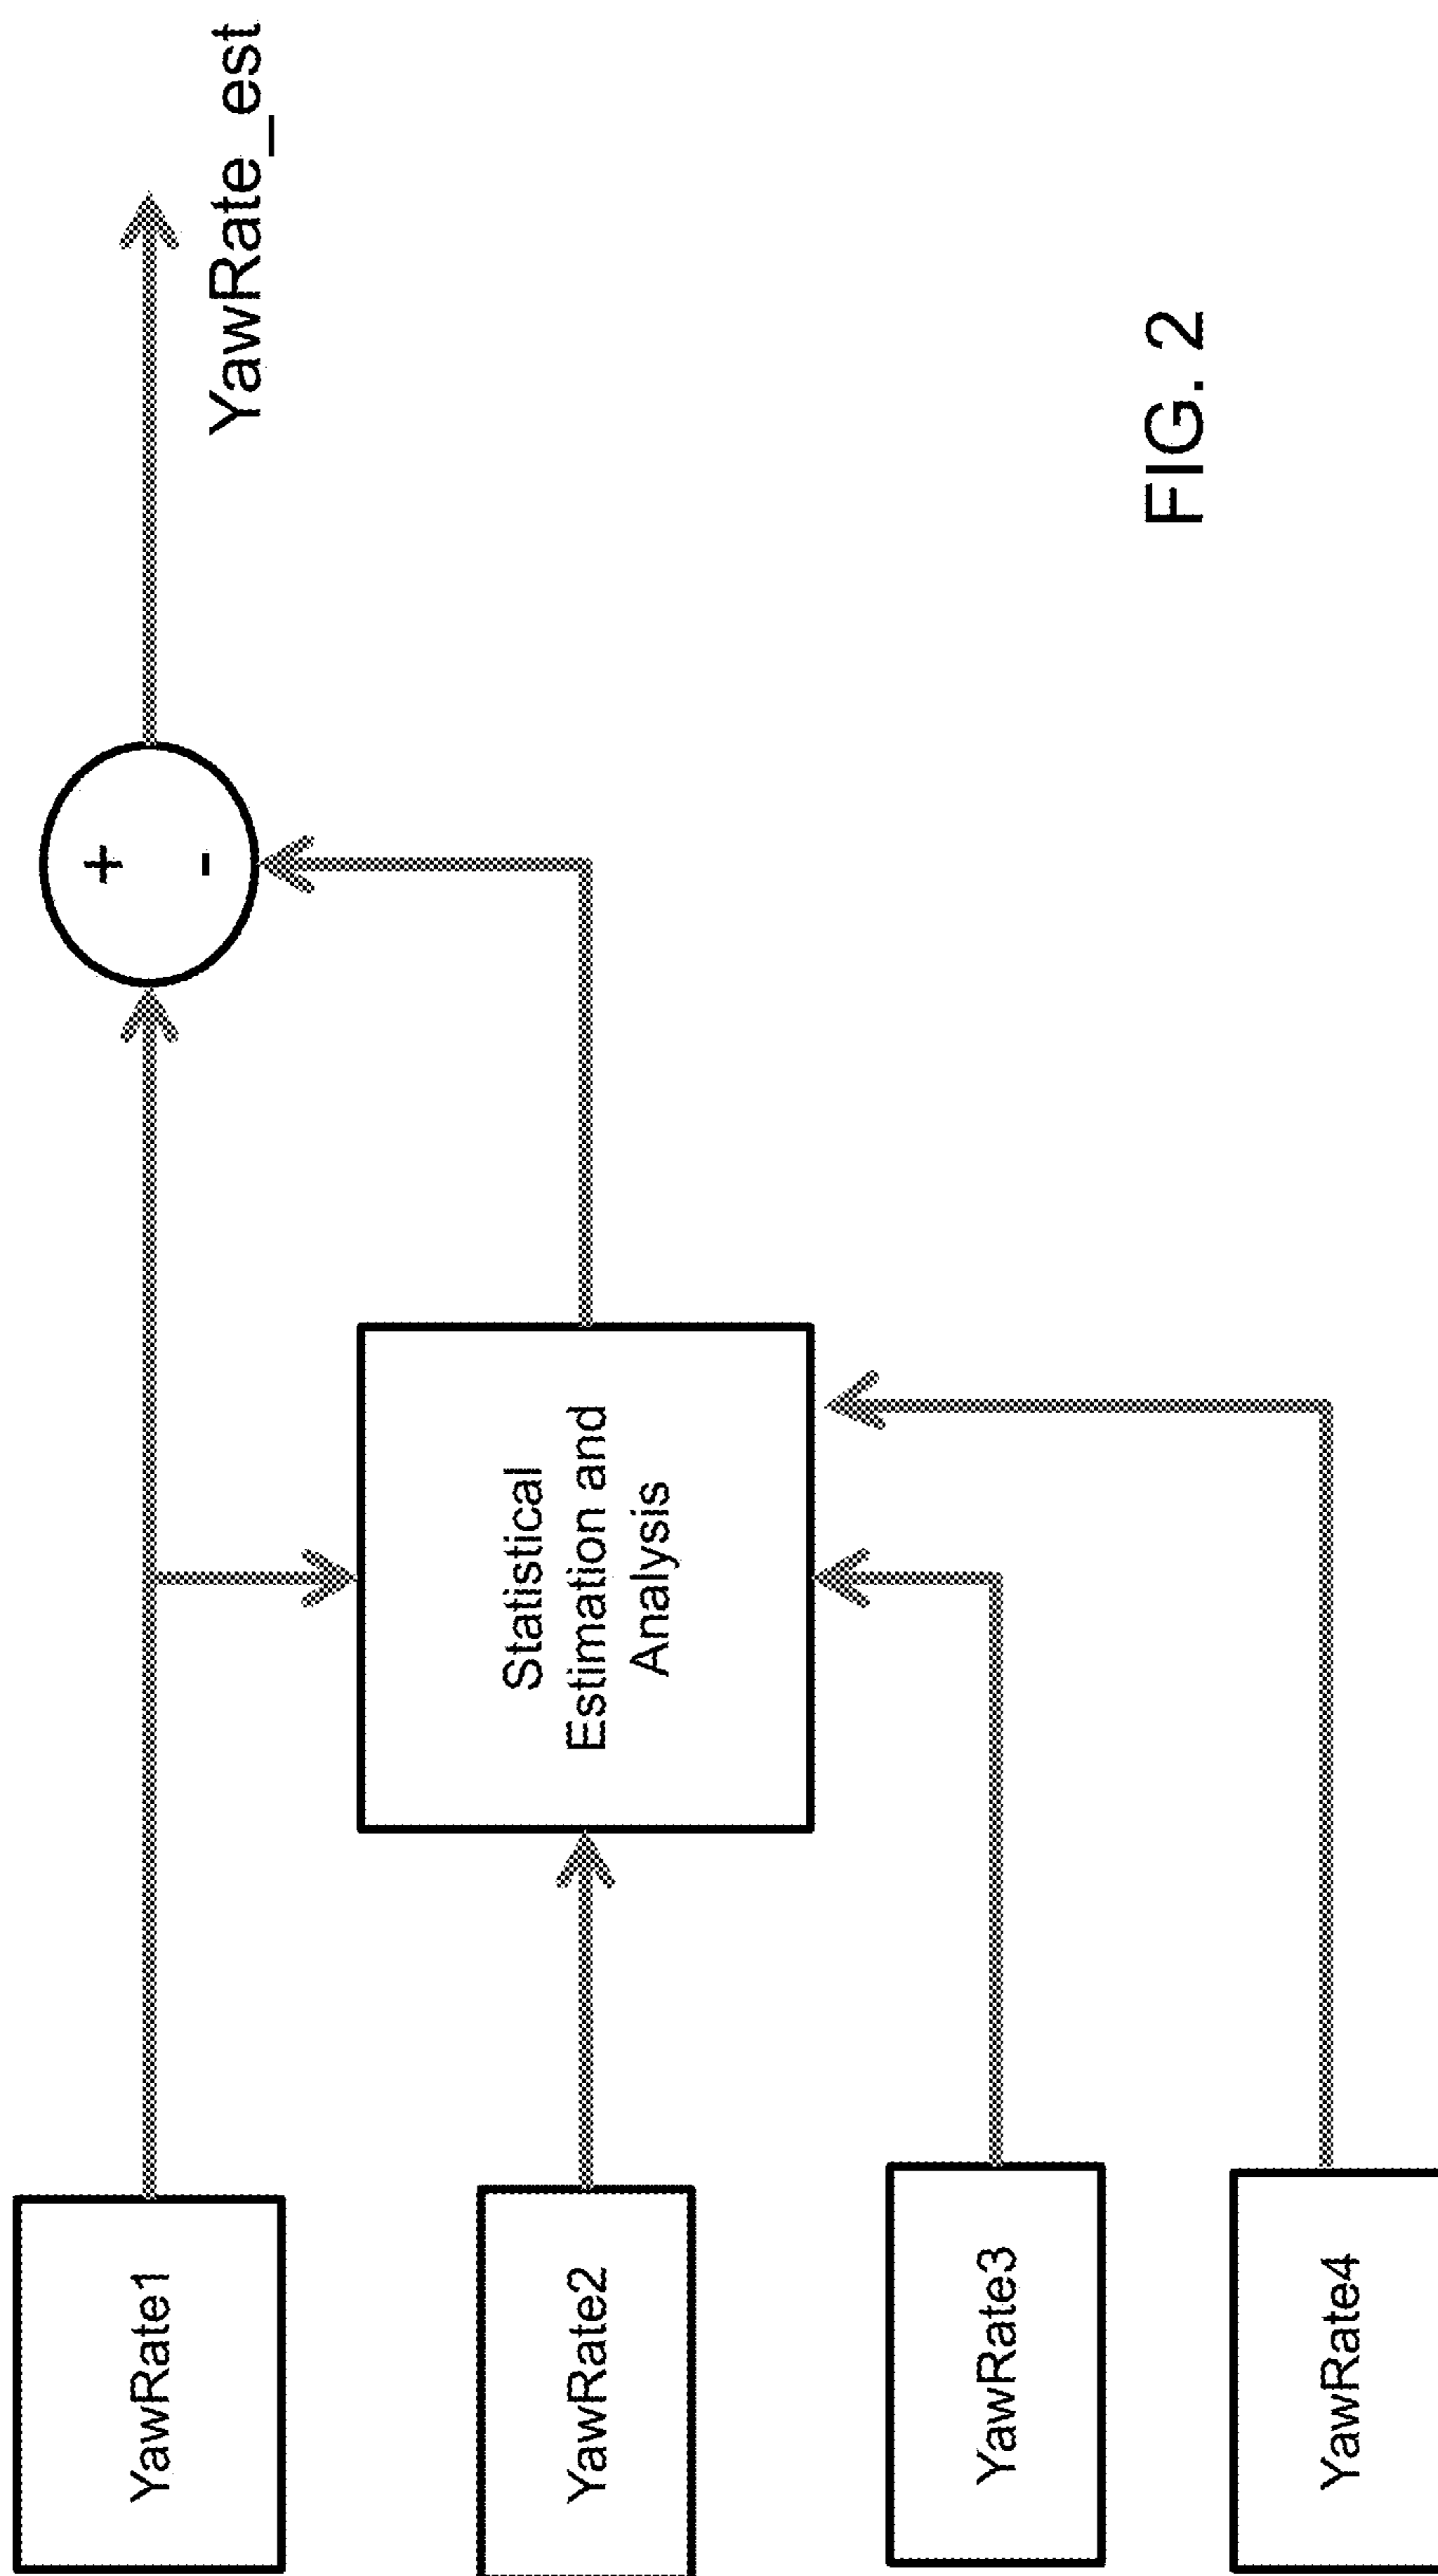 YawRate1
YawRate2
YawRate3
YawRate4
Statistical
Estimation and
Analysis
+
-
YawRate_est
FIG. 2